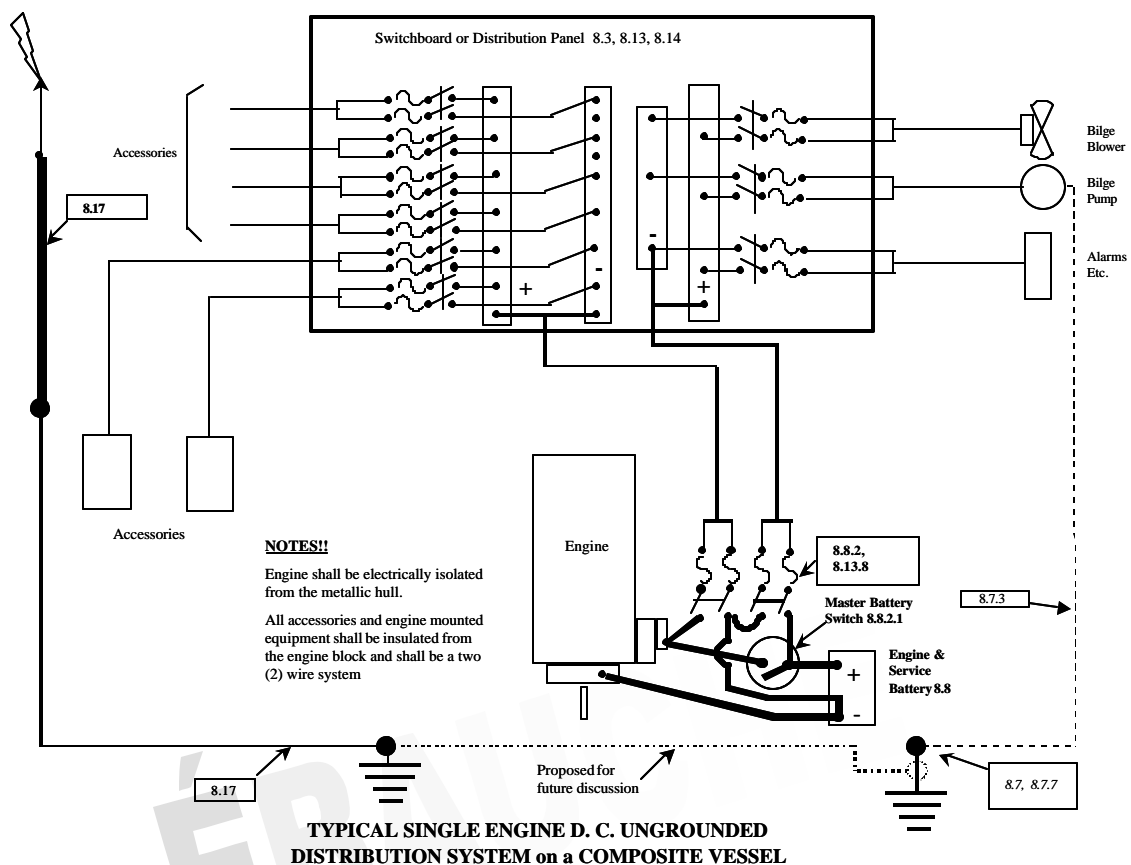 Switchboard or Distribution Panel 8.3, 8.13, 8.14
Accessories
Bilge
Blower
8.17
Bilge
Pump
-
Alarms
Etc.
-
+
+
Accessories
NOTES!!
Engine shall be electrically isolated
from the metallic hull.
All accessories and engine mounted
equipment shall be insulated from
the engine block and shall be a two
(2) wire system
Engine
8.8.2,
8.13.8
Master Battery
Switch 8.8.2.1
8.7.3
Engine &
Service
Battery 8.8
+
-
8.17
Proposed for
future discussion
8.7, 8.7.7
TYPICAL SINGLE ENGINE D. C. UNGROUNDED
DISTRIBUTION SYSTEM on a COMPOSITE VESSEL